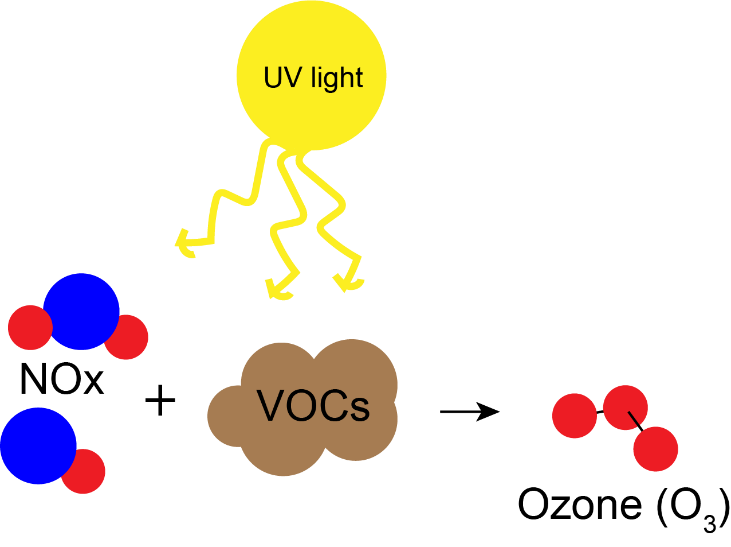 UV light
NOx
+
VOCs
Ozone (O₃)